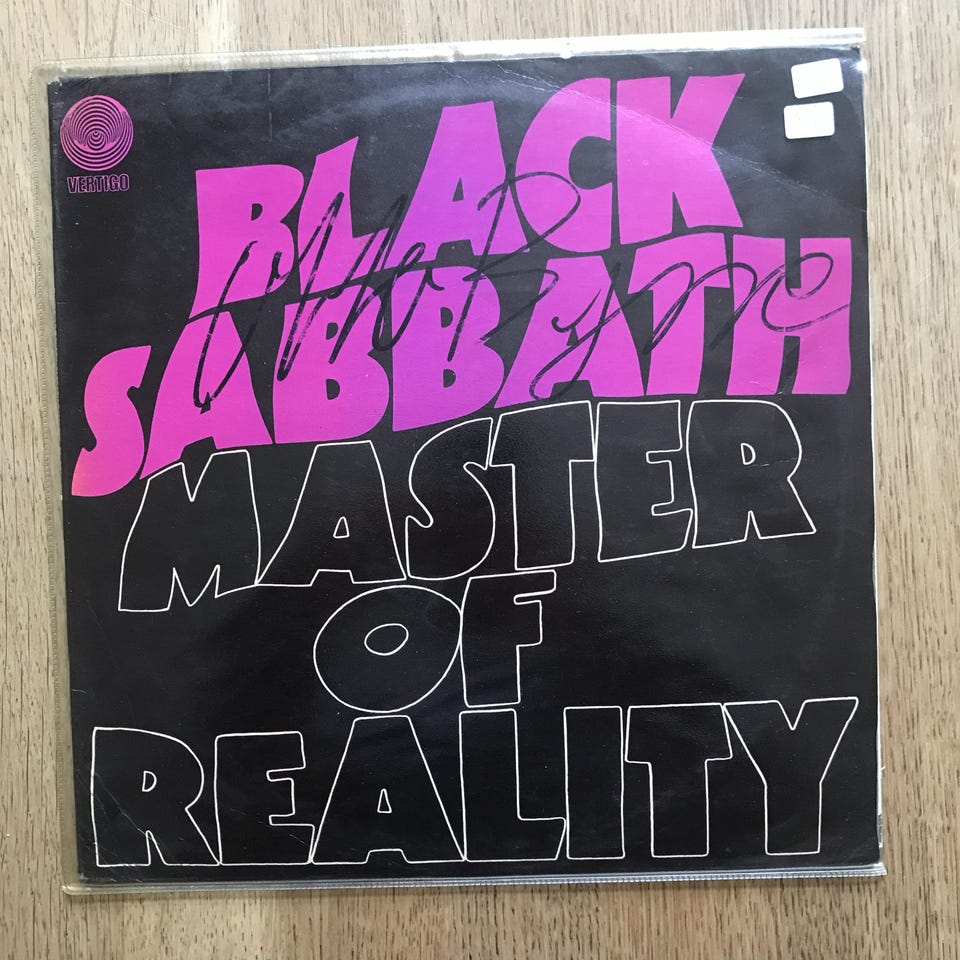 VERTIGO
BLACK
SABBATH
MASTER
OF
REALITY